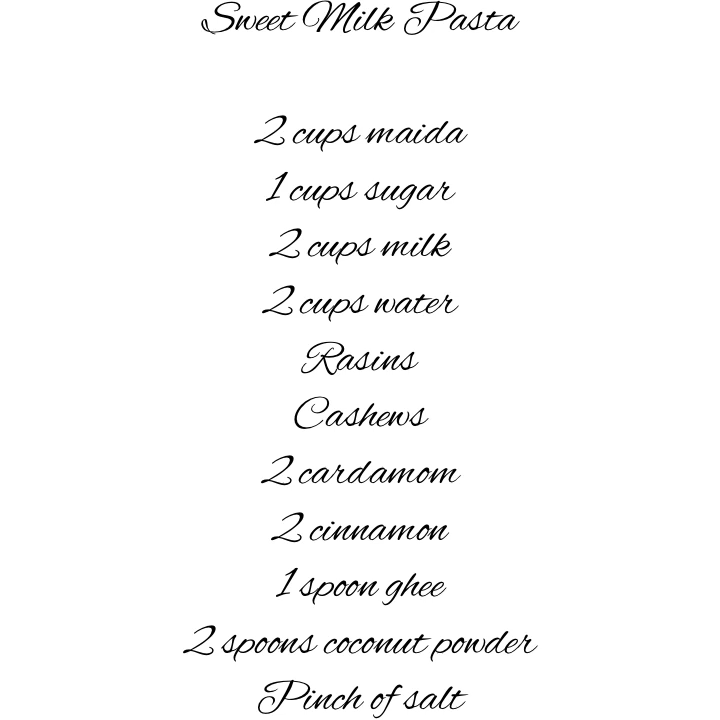 Sweet Milk Pasta
2 cups maida
1 cups sugar
2 cups milk
2 cups water
Rasins
Cashews
2 cardamom
2 cinnamon
1 spoon ghee
2 spoons coconut powder
Pinch of salt